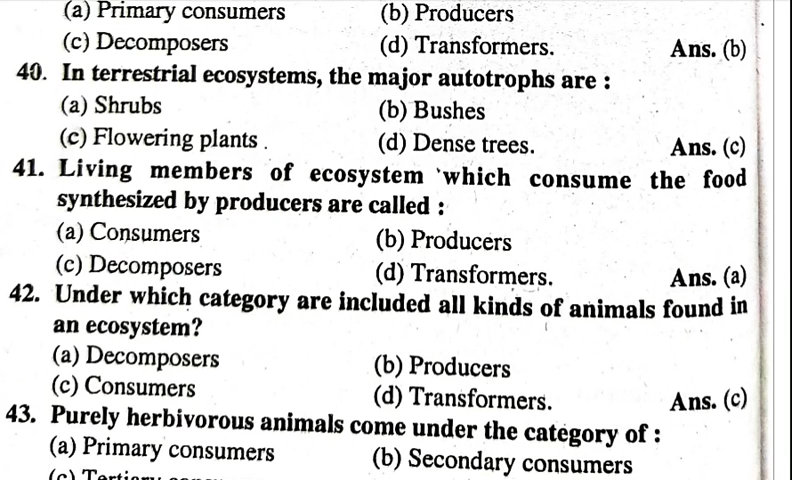 (a) Primary consumers (b) Producers
(c) Decomposers (d) Transformers. Ans. (b)
40. In terrestrial ecosystems, the major autotrophs are :
(a) Shrubs (b) Bushes
(c) Flowering plants . (d) Dense trees. Ans. (c)
41. Living members of ecosystem which consume the food
synthesized by producers are called :
(a) Consumers (b) Producers
(c) Decomposers (d) Transformers. Ans. (a)
42. Under which category are included all kinds of animals found in
an ecosystem?
(a) Decomposers (b) Producers
(c) Consumers (d) Transformers. Ans. (c)
43. Purely herbivorous animals come under the category of :
(a) Primary consumers (b) Secondary consumers
(c) Tertiary